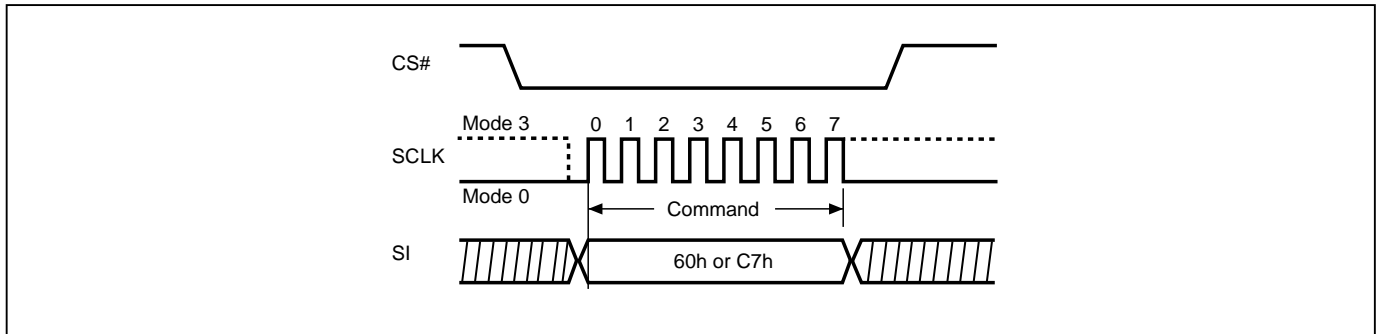 CS#
Mode 3
0 1 2 3 4 5 6 7
SCLK
Mode 0
Command
SI
60h or C7h